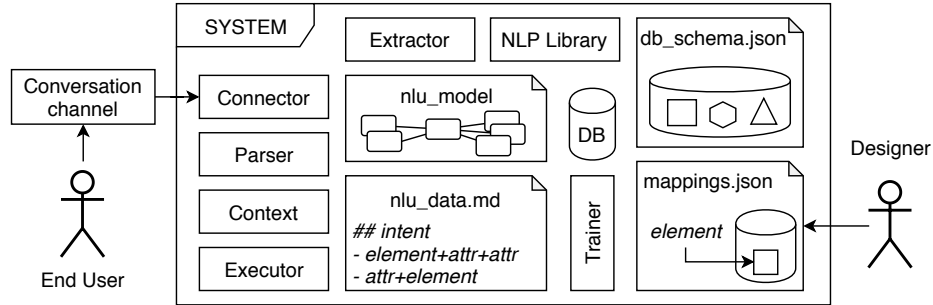 SYSTEM
Extractor
NLP Library
db_schema.json
Conversation
channel
Connector
nlu_model
DB
Parser
Designer
Context
nlu_data.md
## intent
- element+attr+attr
- attr+element
Trainer
mappings.json
element
Executor
End User